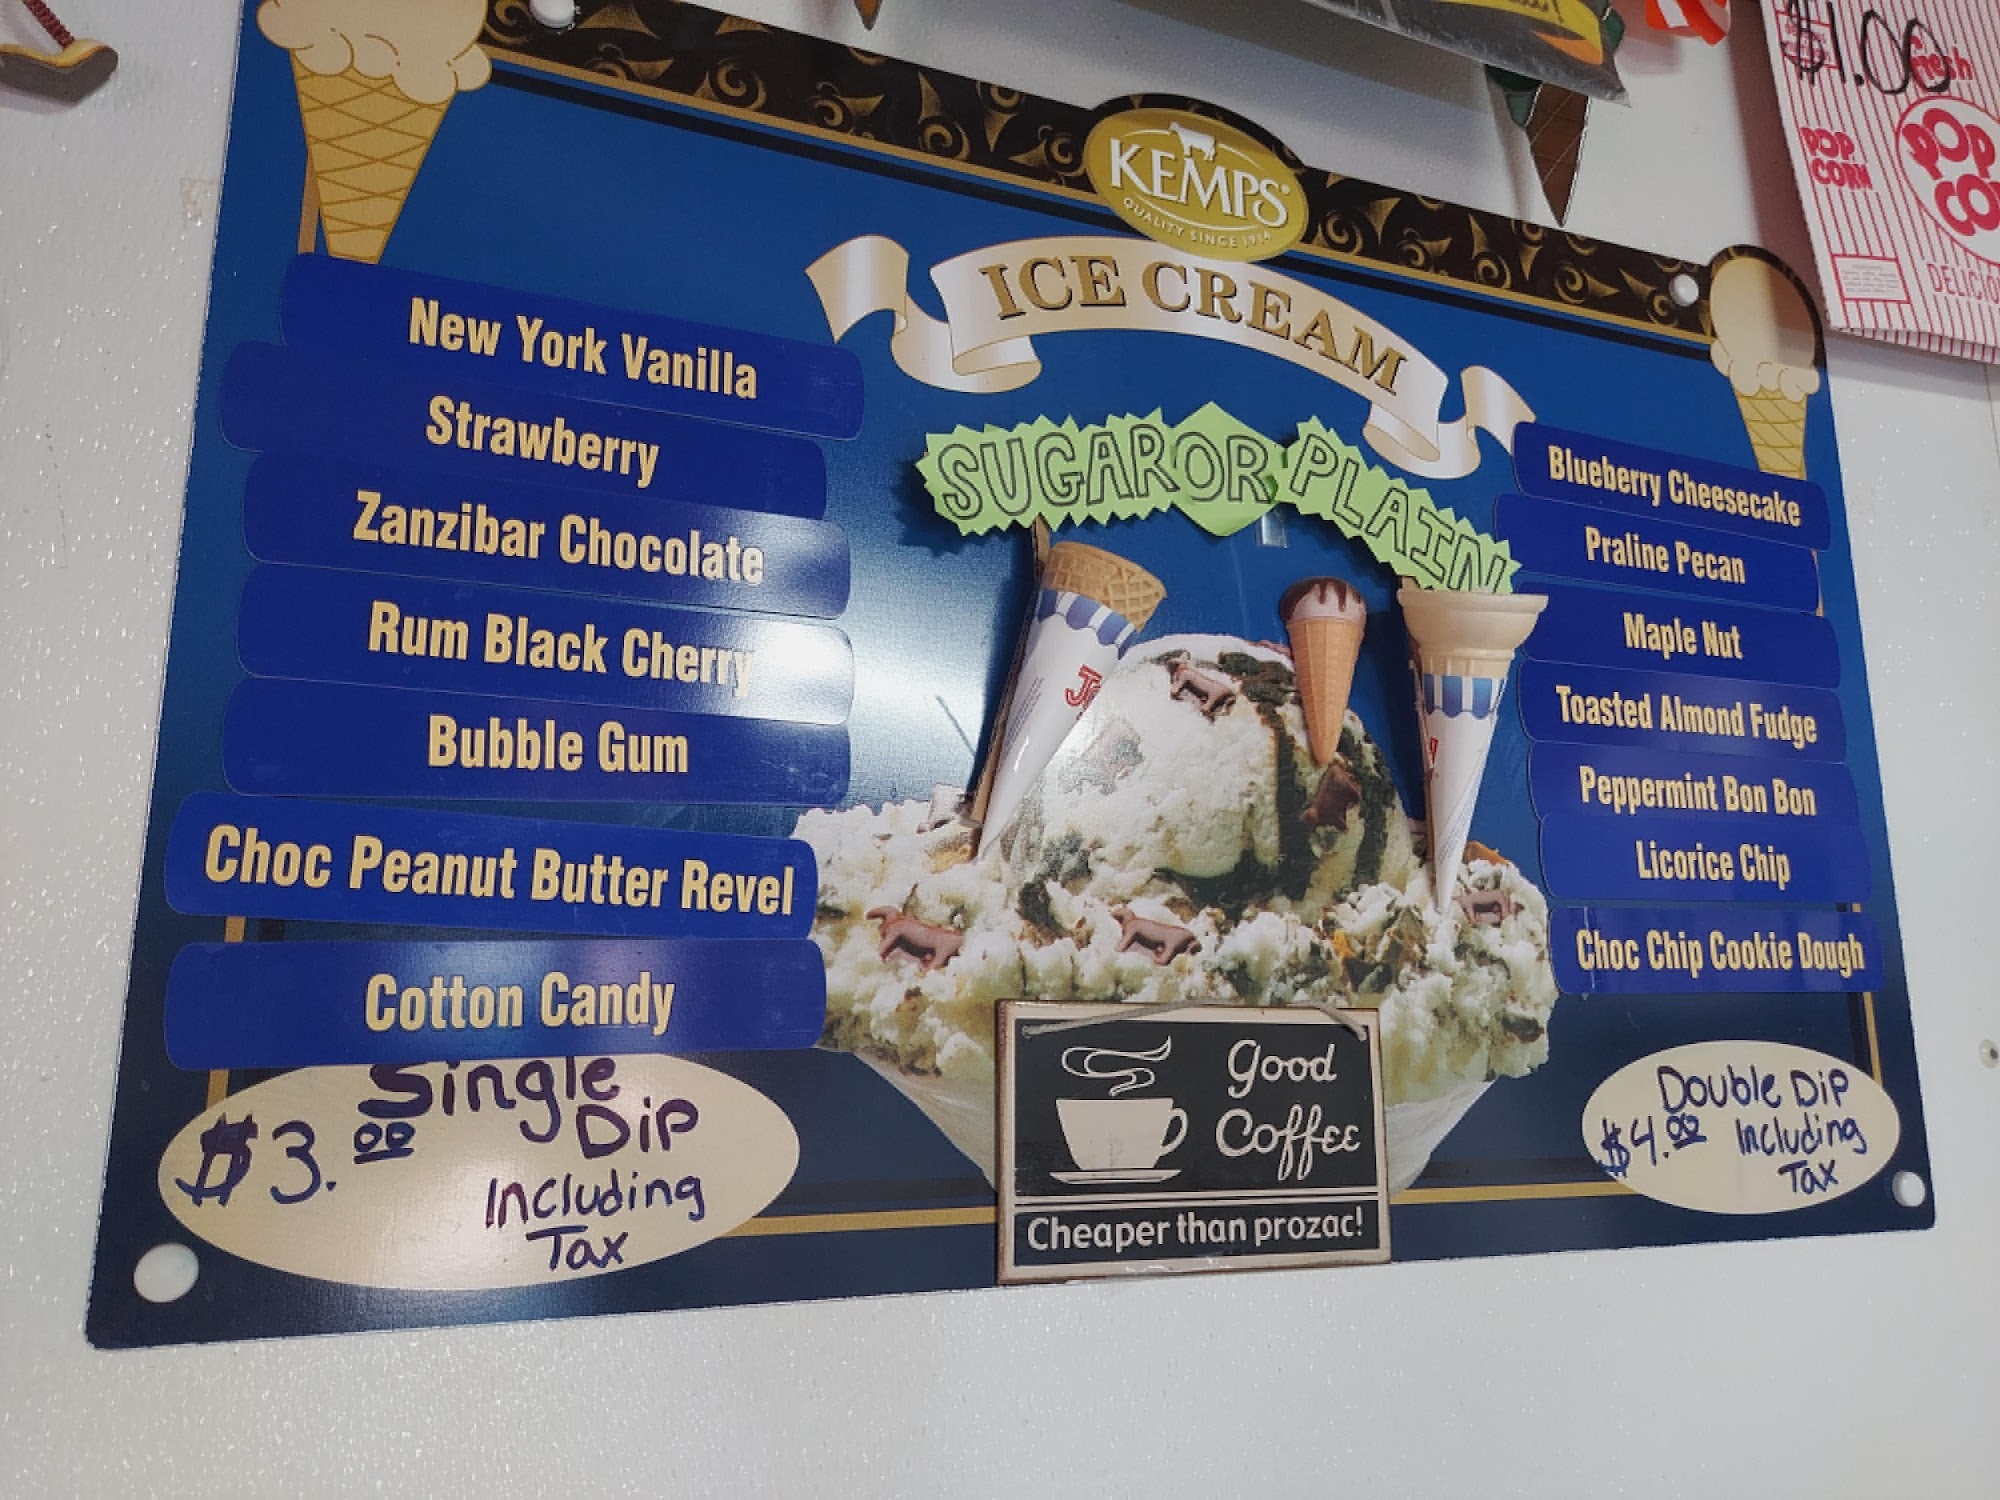 KEMPS
QUALITY SINCE 1914
ICE CREAM
SUGAR OR PLAIN
New York Vanilla
Strawberry
Zanzibar Chocolate
Rum Black Cherry
Bubble Gum
Choc Peanut Butter Revel
Cotton Candy
Blueberry Cheesecake
Praline Pecan
Maple Nut
Toasted Almond Fudge
Peppermint Bon Bon
Licorice Chip
Choc Chip Cookie Dough
Single
$3.00 DiP
Including
Tax
Good
Coffee
Cheaper than prozac!
Double DiP
$4.00 Including
Tax
$1.00
Fresh
POP
CORN